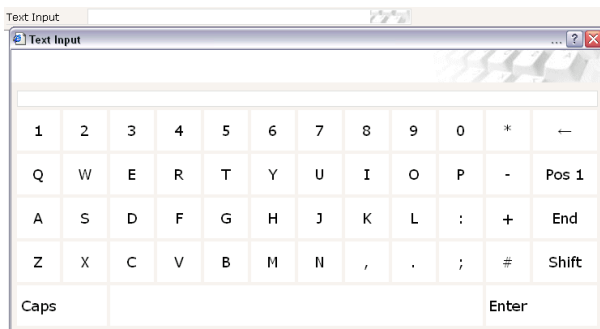 Text Input
Text Input ... ?
1 2 3 4 5 6 7 8 9 0 * ←
Q W E R T Y U I O P - Pos 1
A S D F G H J K L : + End
Z X C V B M N , . ; # Shift
Caps Enter